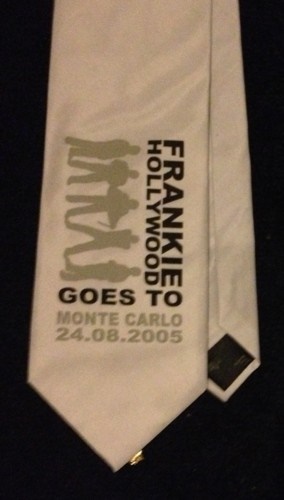 FRANKIE
HOLLYWOOD
GOES TO
MONTE CARLO
24.08.2005